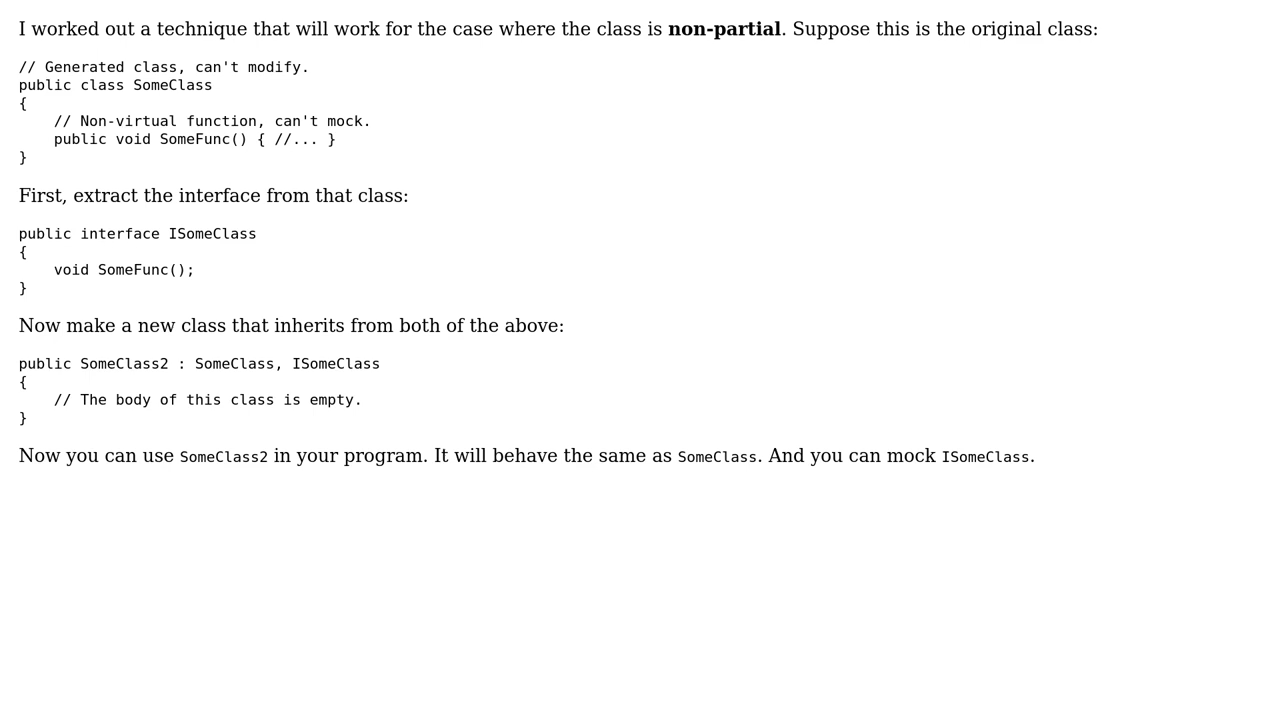 I worked out a technique that will work for the case where the class is non-partial. Suppose this is the original class:
// Generated class, can't modify.
public class SomeClass
{
    // Non-virtual function, can't mock.
    public void SomeFunc() { //... }
}
First, extract the interface from that class:
public interface ISomeClass
{
    void SomeFunc();
}
Now make a new class that inherits from both of the above:
public SomeClass2 : SomeClass, ISomeClass
{
    // The body of this class is empty.
}
Now you can use SomeClass2 in your program. It will behave the same as SomeClass. And you can mock ISomeClass.